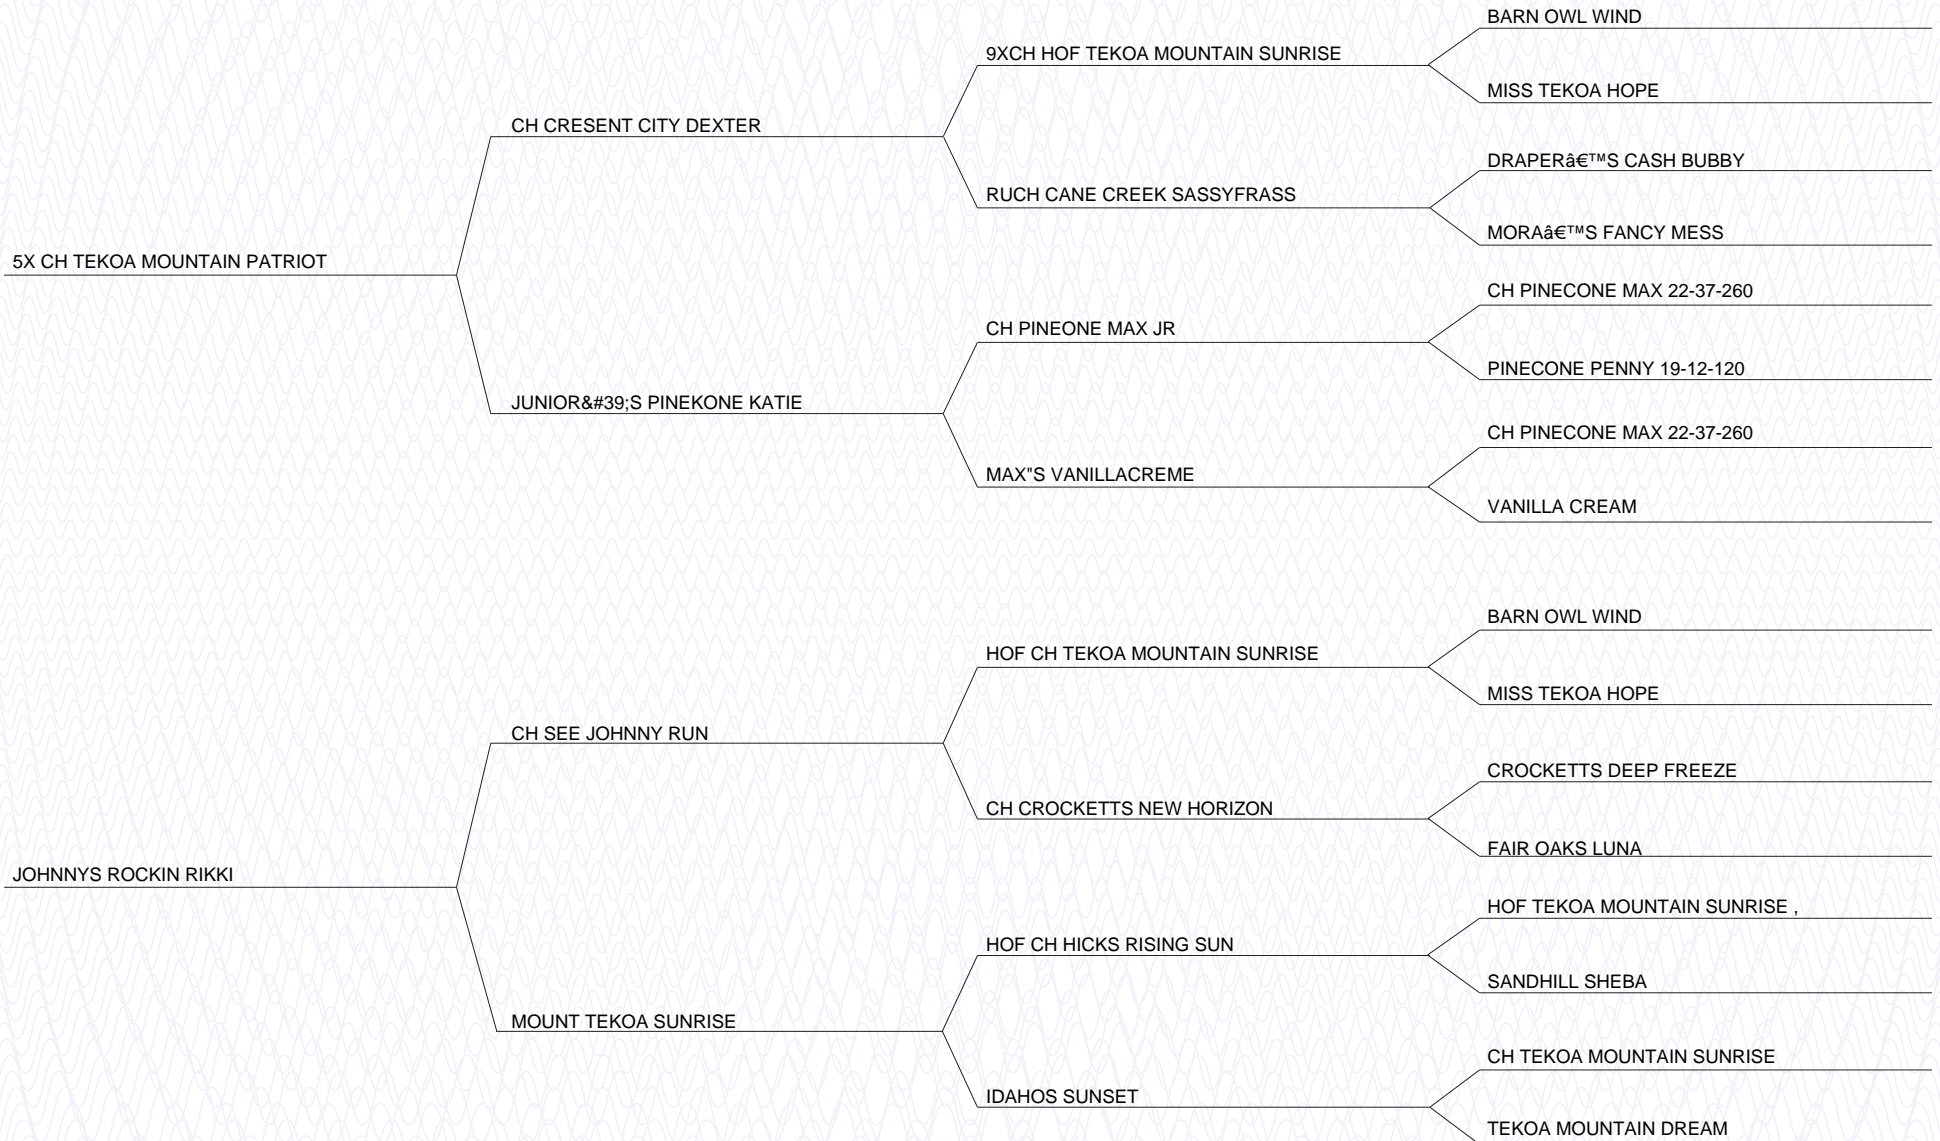 BARN OWL WIND
9XCH HOF TEKOA MOUNTAIN SUNRISE
MISS TEKOA HOPE
CH CRESENT CITY DEXTER
DRAPERâ€™S CASH BUBBY
RUCH CANE CREEK SASSYFRASS
MORAâ€™S FANCY MESS
5X CH TEKOA MOUNTAIN PATRIOT
CH PINECONE MAX 22-37-260
CH PINEONE MAX JR
PINECONE PENNY 19-12-120
JUNIOR&#39;S PINEKONE KATIE
CH PINECONE MAX 22-37-260
MAX"S VANILLACREME
VANILLA CREAM
BARN OWL WIND
HOF CH TEKOA MOUNTAIN SUNRISE
MISS TEKOA HOPE
CH SEE JOHNNY RUN
CROCKETTS DEEP FREEZE
CH CROCKETTS NEW HORIZON
FAIR OAKS LUNA
JOHNNYS ROCKIN RIKKI
HOF TEKOA MOUNTAIN SUNRISE ,
HOF CH HICKS RISING SUN
SANDHILL SHEBA
MOUNT TEKOA SUNRISE
CH TEKOA MOUNTAIN SUNRISE
IDAHOS SUNSET
TEKOA MOUNTAIN DREAM